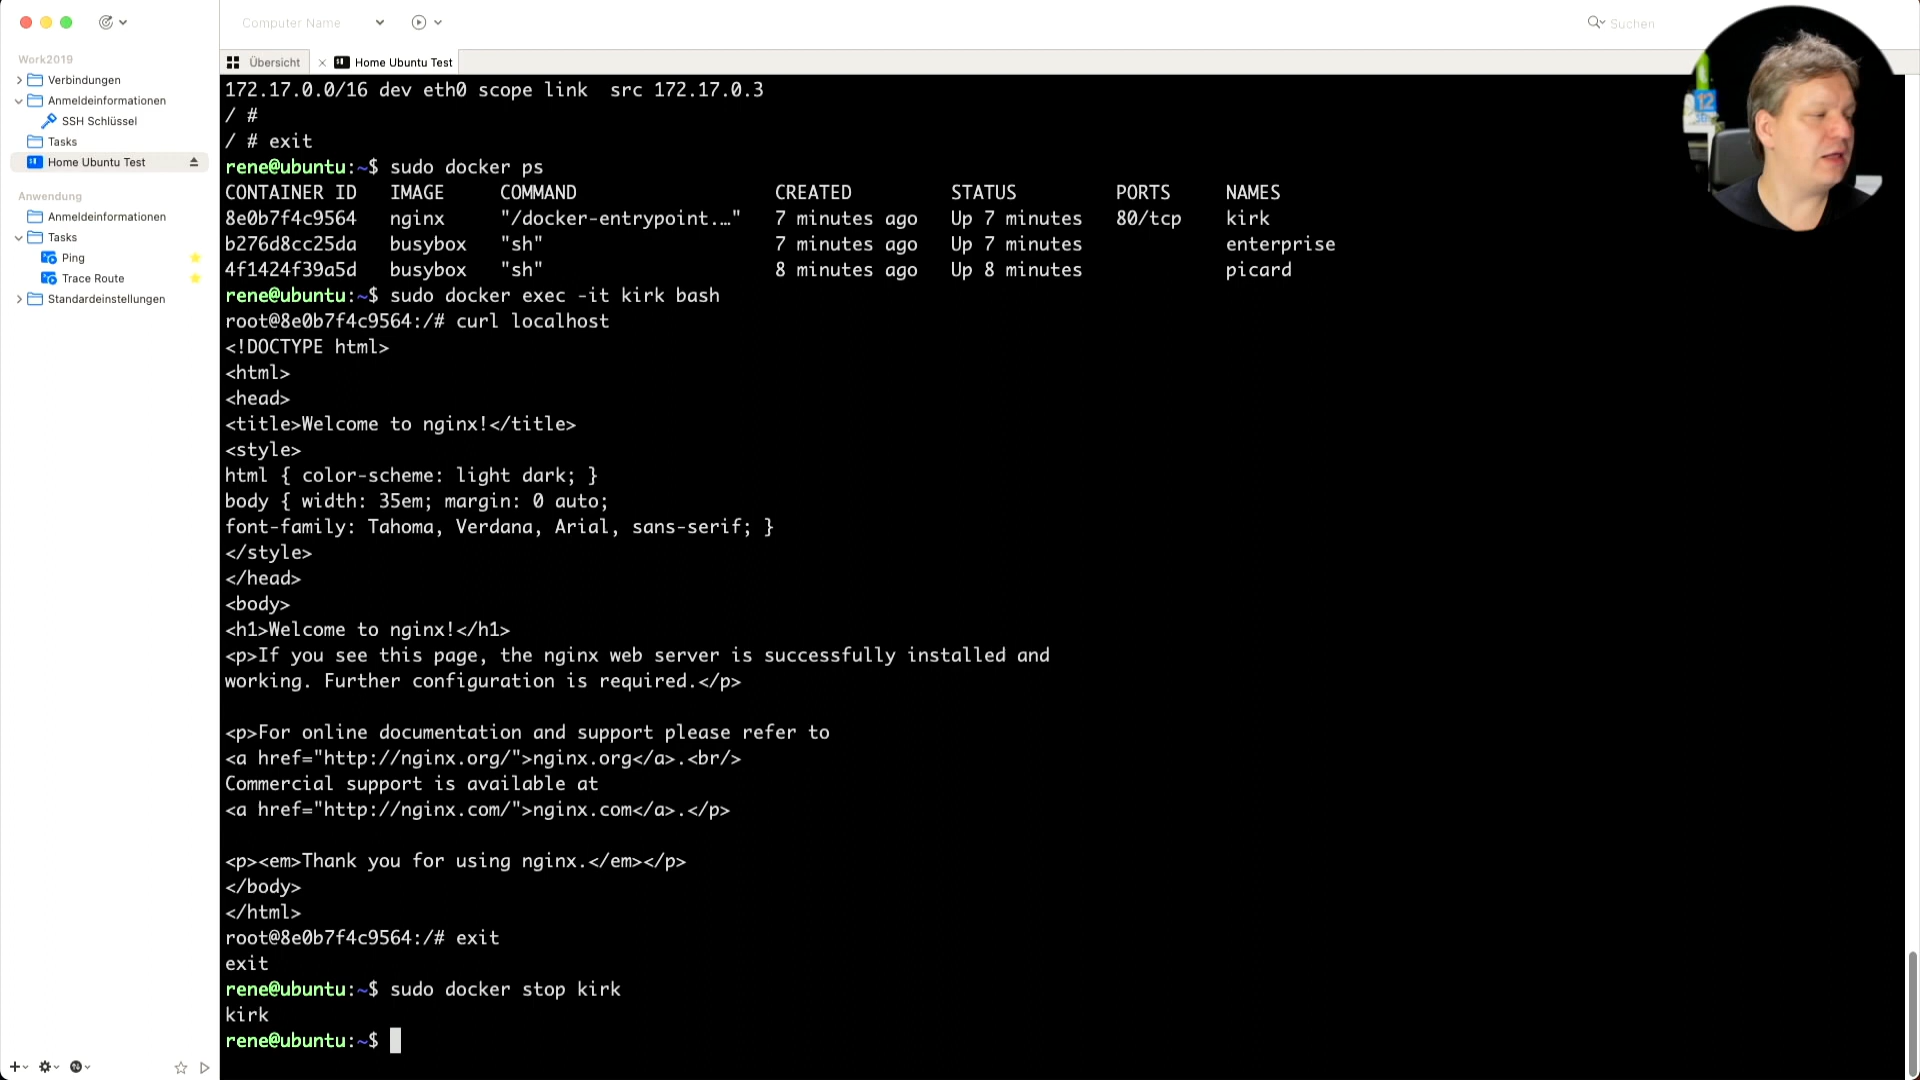 Computer Name
Suchen
Work2019
Verbindungen
Anmeldeinformationen
SSH Schlüssel
Tasks
Home Ubuntu Test
Anwendung
Anmeldeinformationen
Tasks
Ping
Trace Route
Standardeinstellungen
Übersicht
Home Ubuntu Test
172.17.0.0/16 dev eth0 scope link  src 172.17.0.3
/ #
/ # exit
rene@ubuntu:~$ sudo docker ps
CONTAINER ID   IMAGE     COMMAND                  CREATED         STATUS         PORTS     NAMES
8e0b7f4c9564   nginx     "/docker-entrypoint.…"   7 minutes ago   Up 7 minutes   80/tcp    kirk
b276d8cc25da   busybox   "sh"                     7 minutes ago   Up 7 minutes             enterprise
4f1424f39a5d   busybox   "sh"                     8 minutes ago   Up 8 minutes             picard
rene@ubuntu:~$ sudo docker exec -it kirk bash
root@8e0b7f4c9564:/# curl localhost
<!DOCTYPE html>
<html>
<head>
<title>Welcome to nginx!</title>
<style>
html { color-scheme: light dark; }
body { width: 35em; margin: 0 auto;
font-family: Tahoma, Verdana, Arial, sans-serif; }
</style>
</head>
<body>
<h1>Welcome to nginx!</h1>
<p>If you see this page, the nginx web server is successfully installed and
working. Further configuration is required.</p>

<p>For online documentation and support please refer to
<a href="http://nginx.org/">nginx.org</a>.<br/>
Commercial support is available at
<a href="http://nginx.com/">nginx.com</a>.</p>

<p><em>Thank you for using nginx.</em></p>
</body>
</html>
root@8e0b7f4c9564:/# exit
exit
rene@ubuntu:~$ sudo docker stop kirk
kirk
rene@ubuntu:~$
12